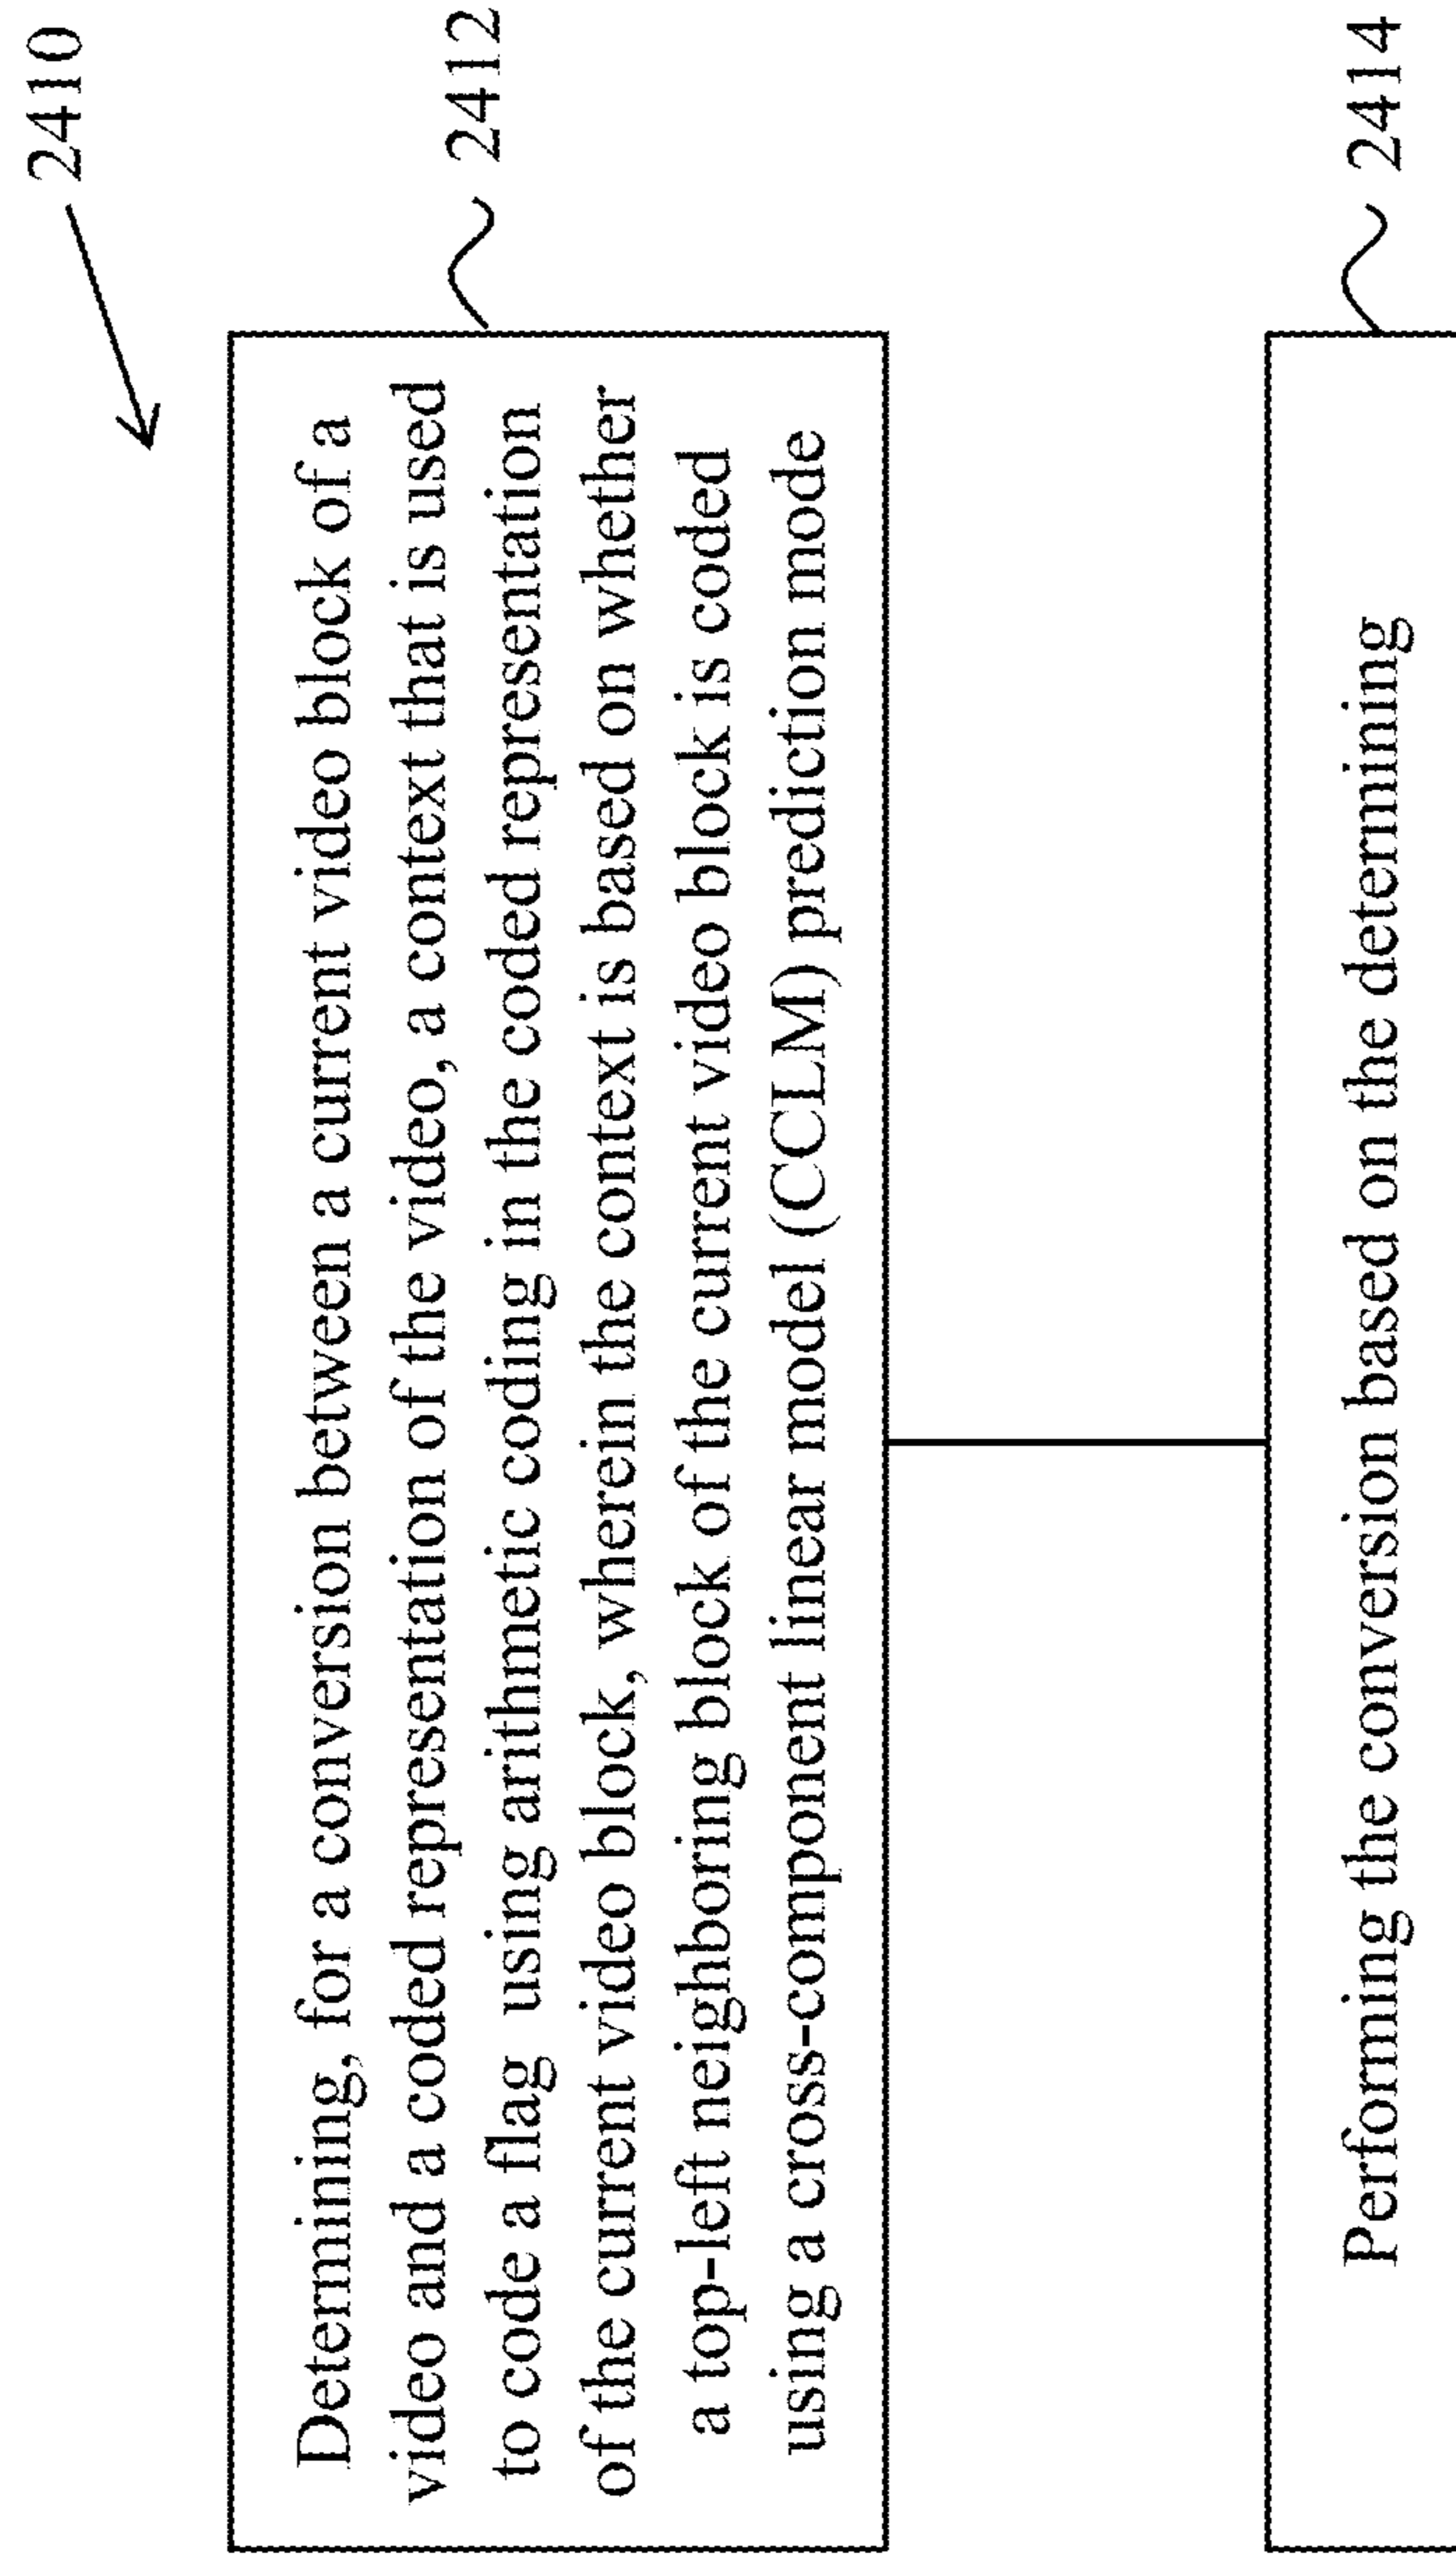 2410
Determining, for a conversion between a current video block of a
video and a coded representation of the video, a context that is used
to code a flag using arithmetic coding in the coded representation
of the current video block, wherein the context is based on whether
a top-left neighboring block of the current video block is coded
using a cross-component linear model (CCLM) prediction mode
2412
Performing the conversion based on the determining
2414